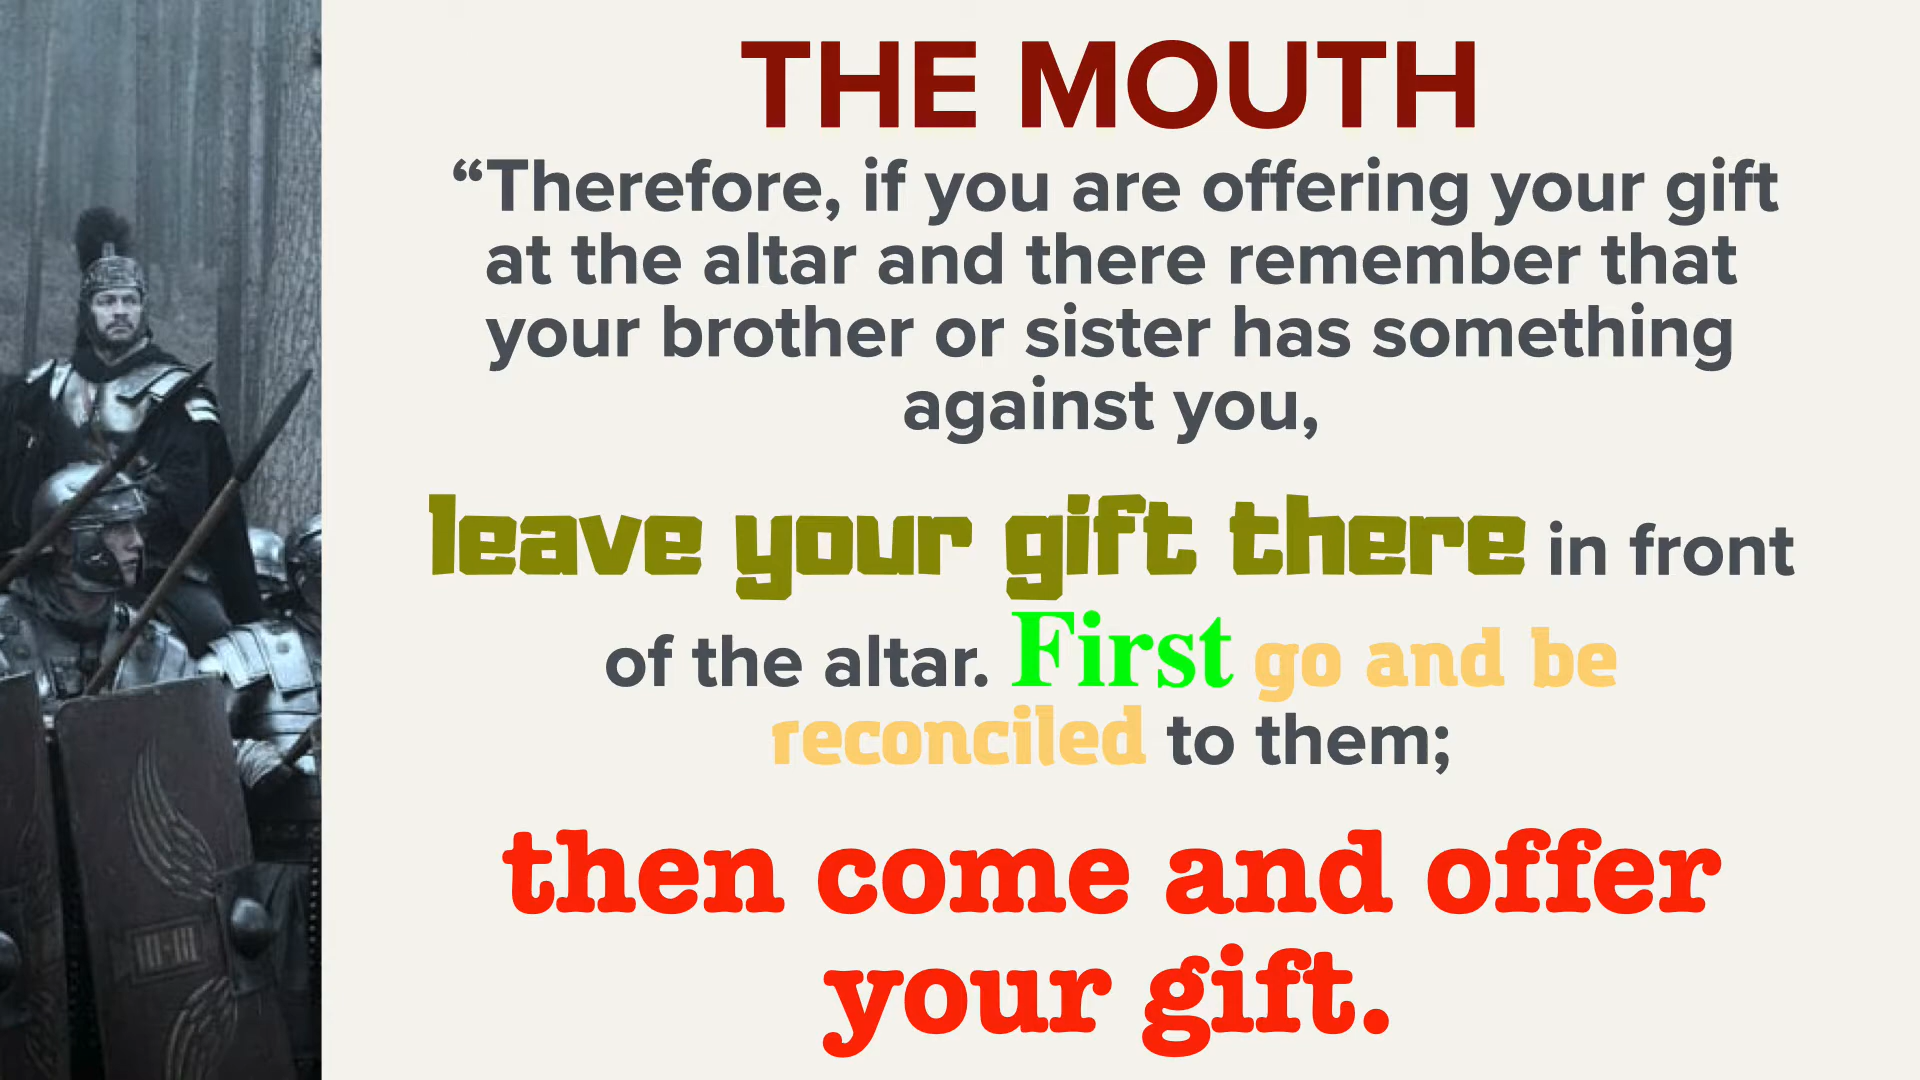 THE MOUTH
“Therefore, if you are offering your gift
at the altar and there remember that
your brother or sister has something
against you,
leave your gift there in front
of the altar. First go and be
reconciled to them;
then come and offer
your gift.